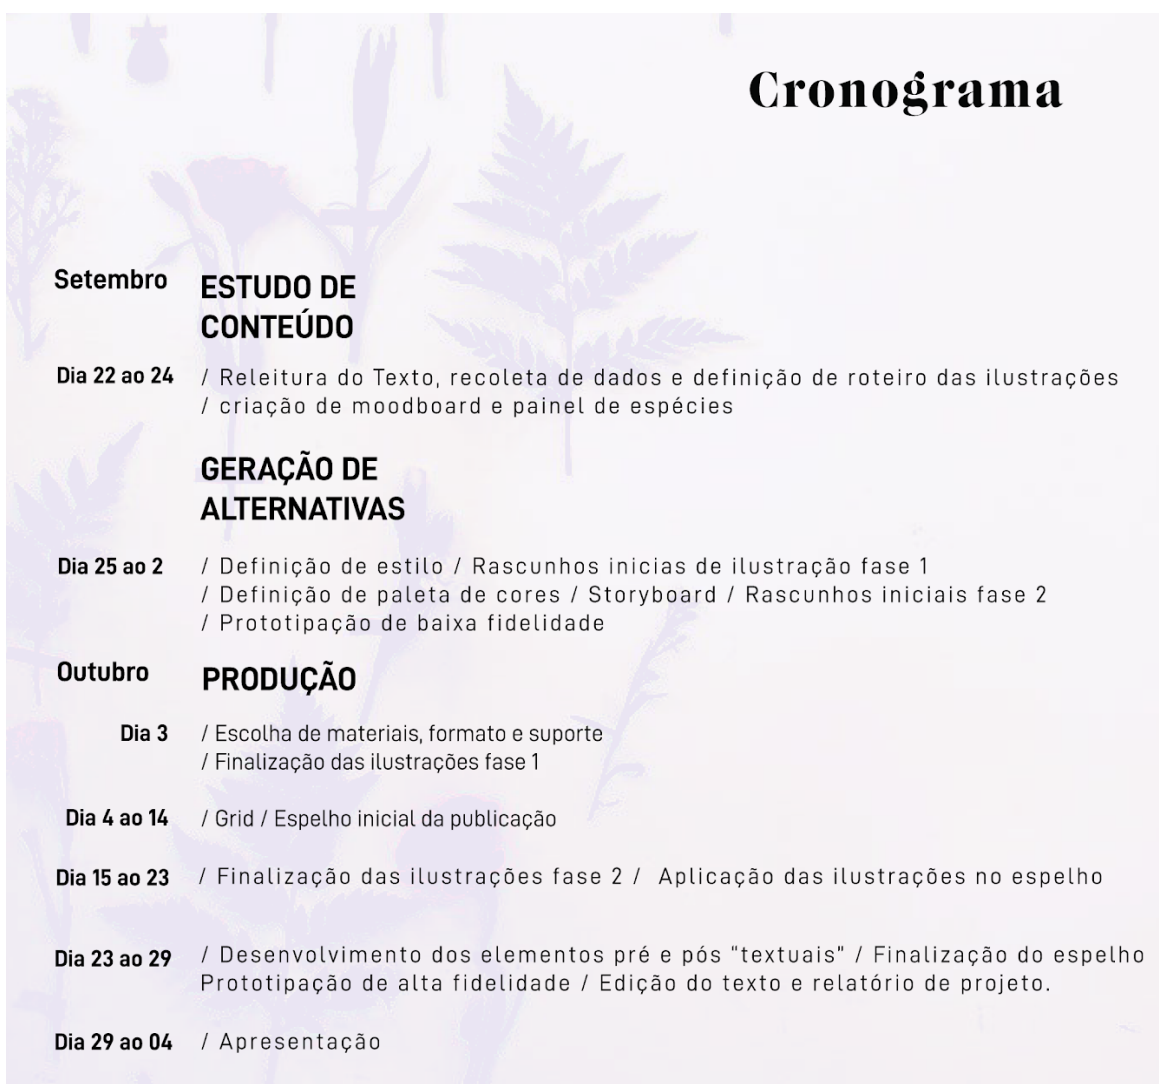 Cronograma
Setembro
ESTUDO DE
CONTEÚDO
Dia 22 ao 24
/ Releitura do Texto, recoleta de dados e definição de roteiro das ilustrações
/ criação de moodboard e painel de espécies
GERAÇÃO DE
ALTERNATIVAS
Dia 25 ao 2
/ Definição de estilo / Rascunhos inicias de ilustração fase 1
/ Definição de paleta de cores / Storyboard / Rascunhos iniciais fase 2
/ Prototipação de baixa fidelidade
Outubro
PRODUÇÃO
Dia 3
/ Escolha de materiais, formato e suporte
/ Finalização das ilustrações fase 1
Dia 4 ao 14
/ Grid / Espelho inicial da publicação
Dia 15 ao 23
/ Finalização das ilustrações fase 2 / Aplicação das ilustrações no espelho
Dia 23 ao 29
/ Desenvolvimento dos elementos pré e pós “textuais” / Finalização do espelho
Prototipação de alta fidelidade / Edição do texto e relatório de projeto.
Dia 29 ao 04
/ Apresentação